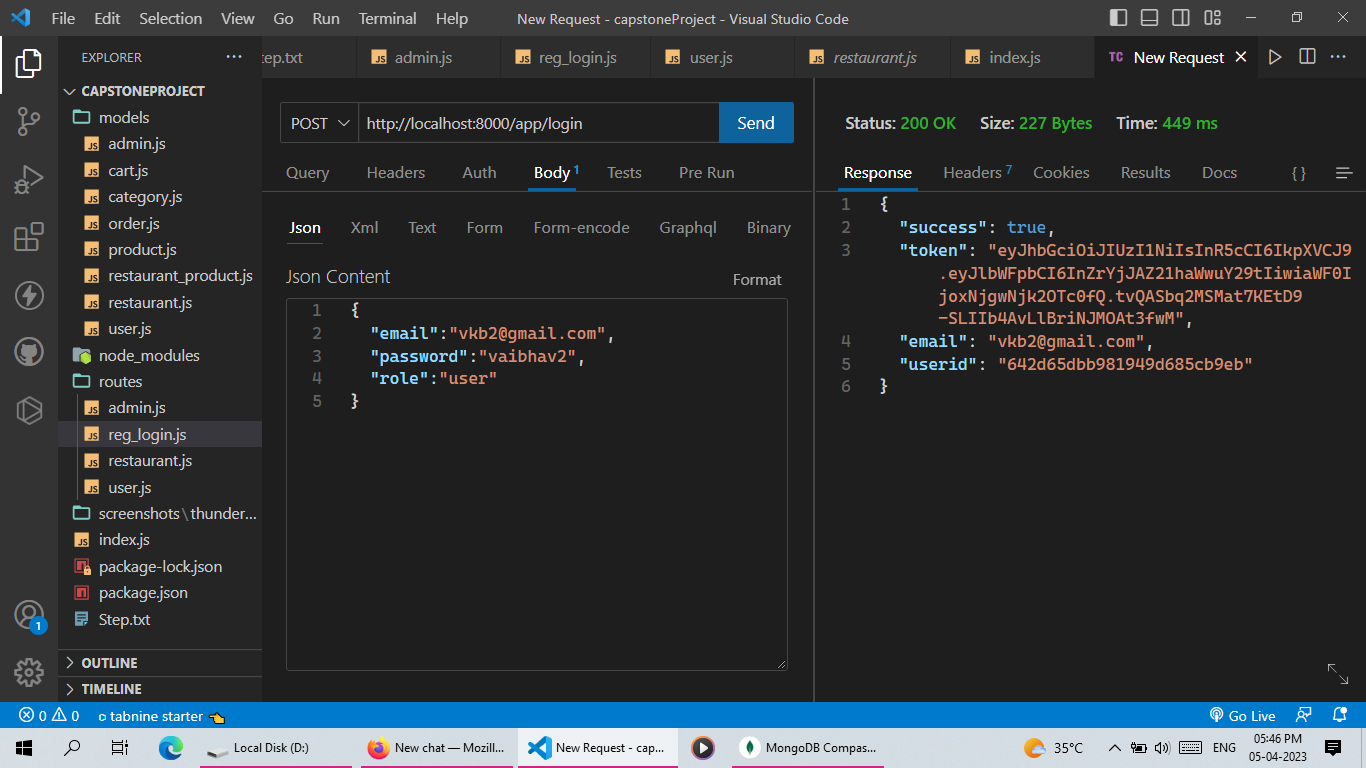 File Edit Selection View Go Run Terminal Help New Request - capstoneProject - Visual Studio Code
EXPLORER
tep.txt
admin.js
reg_login.js
user.js
restaurant.js
index.js
TC New Request
CAPSTONEPROJECT
models
admin.js
cart.js
category.js
order.js
product.js
restaurant_product.js
restaurant.js
user.js
node_modules
routes
admin.js
reg_login.js
restaurant.js
user.js
screenshots\thunder...
index.js
package-lock.json
package.json
Step.txt
OUTLINE
TIMELINE
1
POST http://localhost:8000/app/login Send
Query Headers Auth Body 1 Tests Pre Run
Json Xml Text Form Form-encode Graphql Binary
Json Content Format
1 {
2 "email":"vkb2@gmail.com",
3 "password":"vaibhav2",
4 "role":"user"
5 }
Status: 200 OK Size: 227 Bytes Time: 449 ms
Response Headers 7 Cookies Results Docs { }
1 {
2 "success": true,
3 "token": "eyJhbGciOiJIUzI1NiIsInR5cCI6IkpXVCJ9
.eyJlbWFpbCI6InZrYjJAZ21haWwuY29tIiwiaWF0I
joxNjgwNjk2OTc0fQ.tvQASbq2MSMat7KEtD9
-SLIIb4AvLlBriNJMOAt3fwM",
4 "email": "vkb2@gmail.com",
5 "userid": "642d65dbb981949d685cb9eb"
6 }
0 0 tabnine starter Go Live
Local Disk (D:)
New chat — Mozill...
New Request - cap...
MongoDB Compas...
35°C
ENG
05:46 PM
05-04-2023